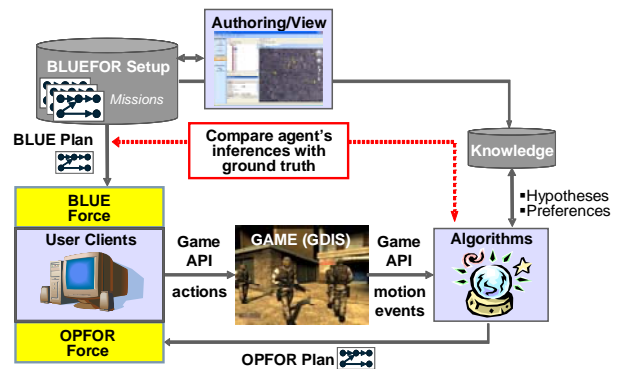 Authoring/View
BLUEFOR Setup
Missions
BLUE Plan
Compare agent's
inferences with
ground truth
Knowledge
▪Hypotheses
▪Preferences
BLUE
Force
User Clients
Game
API
actions
GAME (GDIS)
Game
API
motion
events
Algorithms
OPFOR
Force
OPFOR Plan